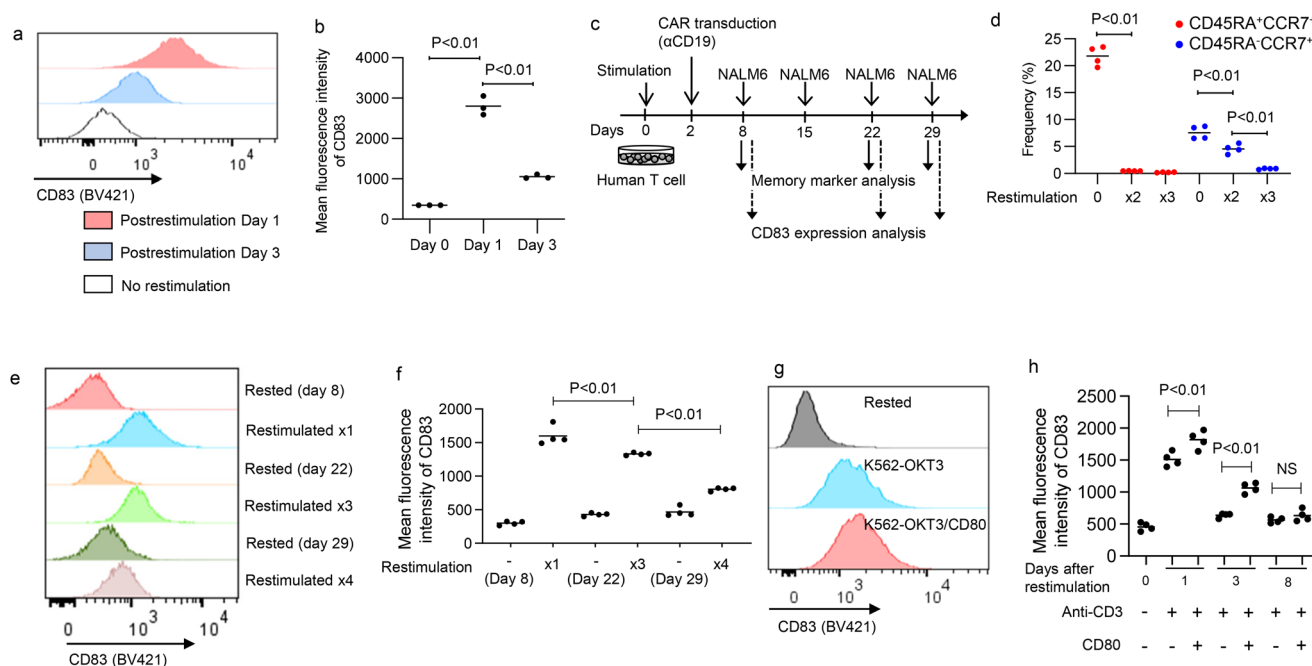 a
0
10³
10⁴
CD83 (BV421)
Postrestimulation Day 1
Postrestimulation Day 3
No restimulation
b
P<0.01
P<0.01
Mean fluorescence intensity
of CD83
4000
3000
2000
1000
0
Day 0
Day 1
Day 3
c
CAR transduction
(αCD19)
Stimulation
NALM6
NALM6
NALM6
NALM6
Days
0
2
8
15
22
29
Human T cell
Memory marker analysis
CD83 expression analysis
d
P<0.01
CD45RA⁺CCR7⁺
CD45RA⁻CCR7⁺
P<0.01
P<0.01
Frequency (%)
25
20
15
10
5
0
Restimulation
0
x2
x3
0
x2
x3
e
Rested (day 8)
Restimulated x1
Rested (day 22)
Restimulated x3
Rested (day 29)
Restimulated x4
0
10³
10⁴
CD83 (BV421)
f
P<0.01
P<0.01
Mean fluorescence
intensity of CD83
2000
1500
1000
500
0
Restimulation
-
x1
-
x3
-
x4
(Day 8)
(Day 22)
(Day 29)
g
Rested
K562-OKT3
K562-OKT3/CD80
0
10³
10⁴
CD83 (BV421)
h
P<0.01
P<0.01
NS
Mean fluorescence
intensity of CD83
2500
2000
1500
1000
500
0
Days after
restimulation
0
1
3
8
Anti-CD3 - + + + + + +
CD80 - - + - + - +